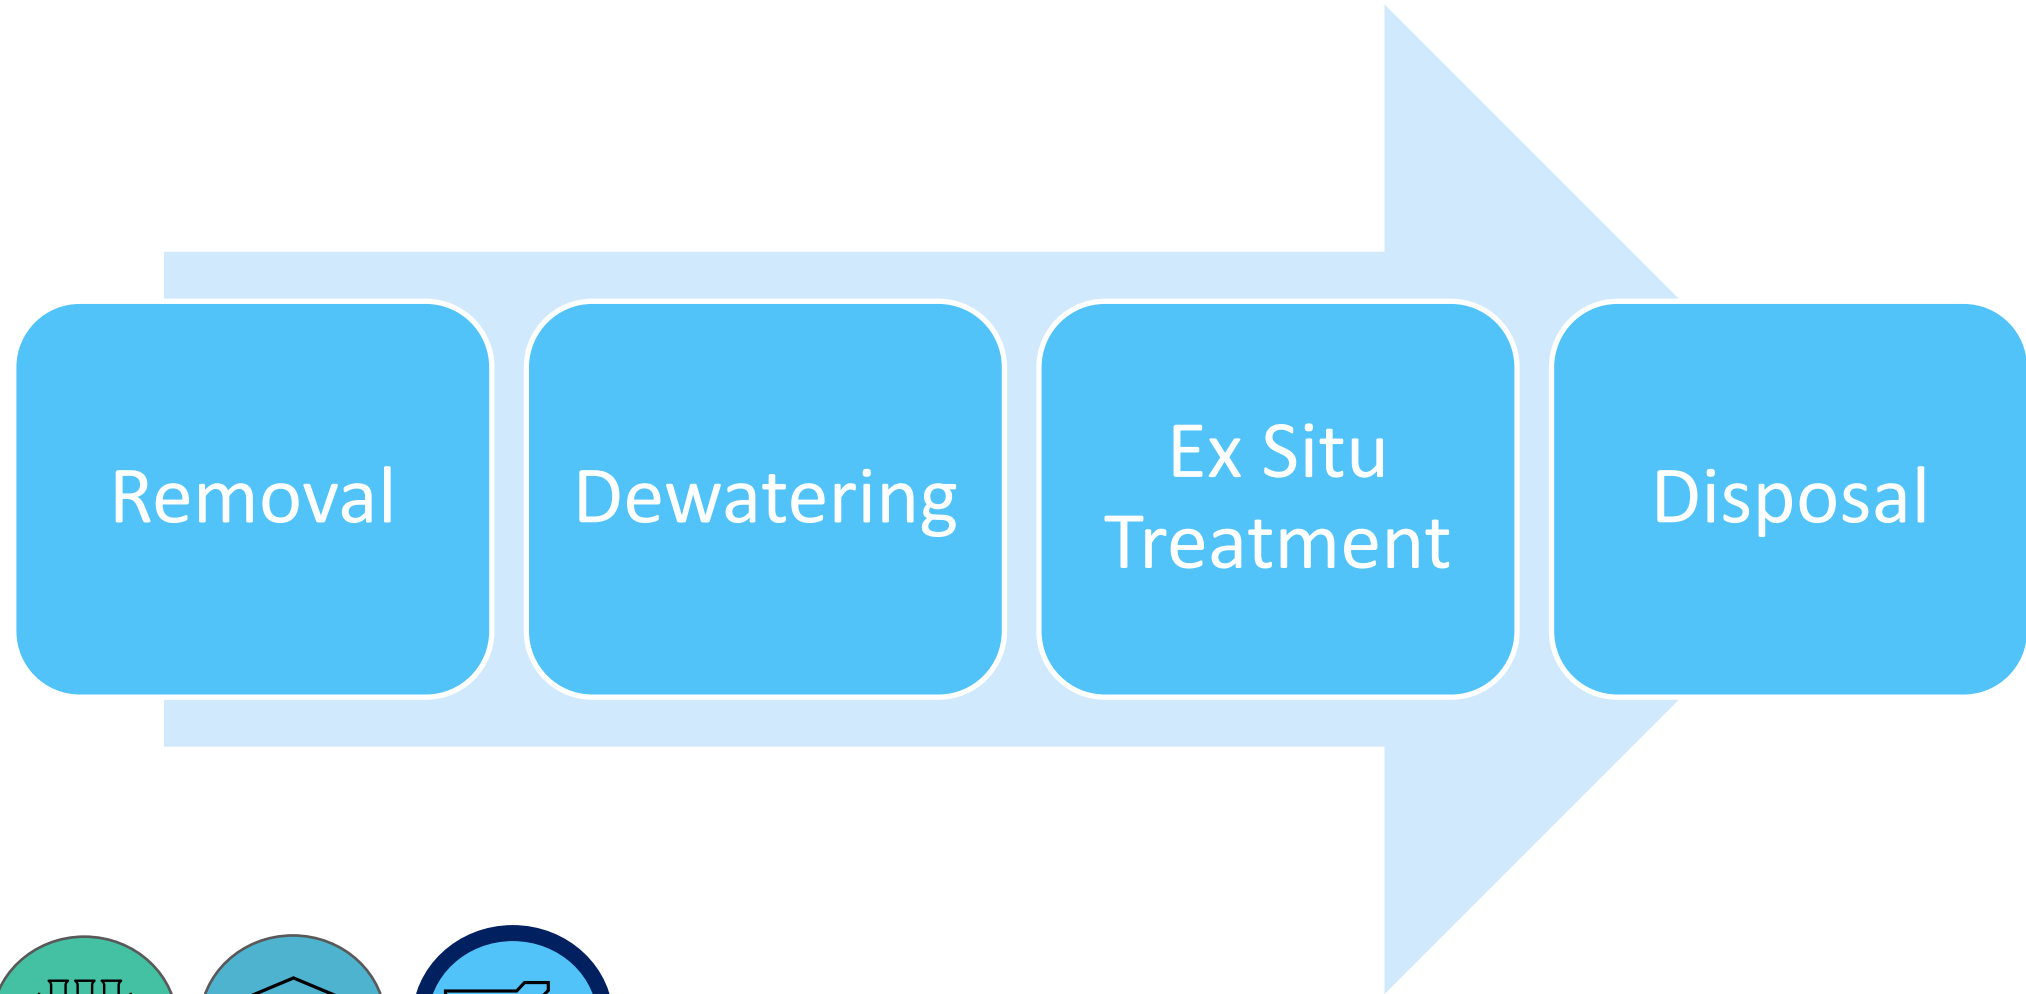 Removal
Dewatering
Ex Situ
Treatment
Disposal